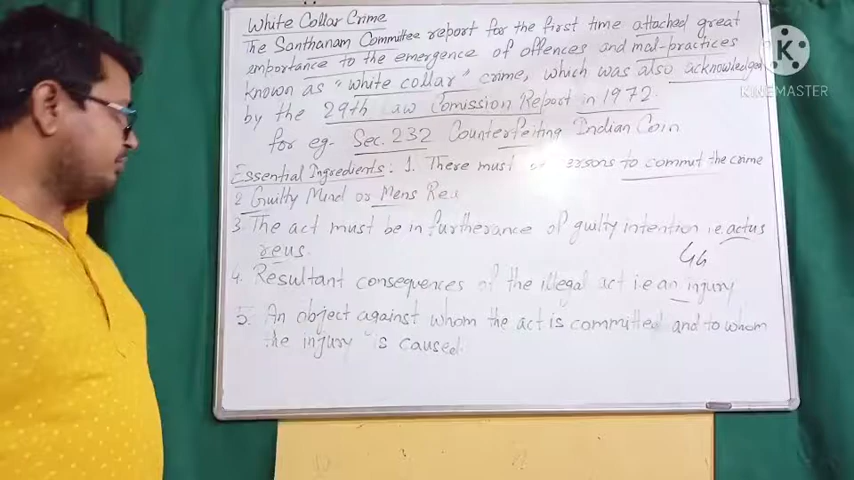 White Collar Crime
The Santhanam Committee report for the first time attached great
importance to the emergence of offences and mal-practices
known as "white collar" crime, which was also acknowledged
by the 29th Law Comission Report in 1972.
for eg- Sec. 232 Counterfeiting Indian Coin
Essential Ingredients: 1. There must persons to commit the crime
2 Guilty Mind or Mens Rea
3. The act must be in furtherance of guilty intention i.e. actus
reus.
44
4. Resultant consequences of the illegal act i.e an injury
5. An object against whom the act is committed and to whom
the injury is caused.
K
KINEMASTER